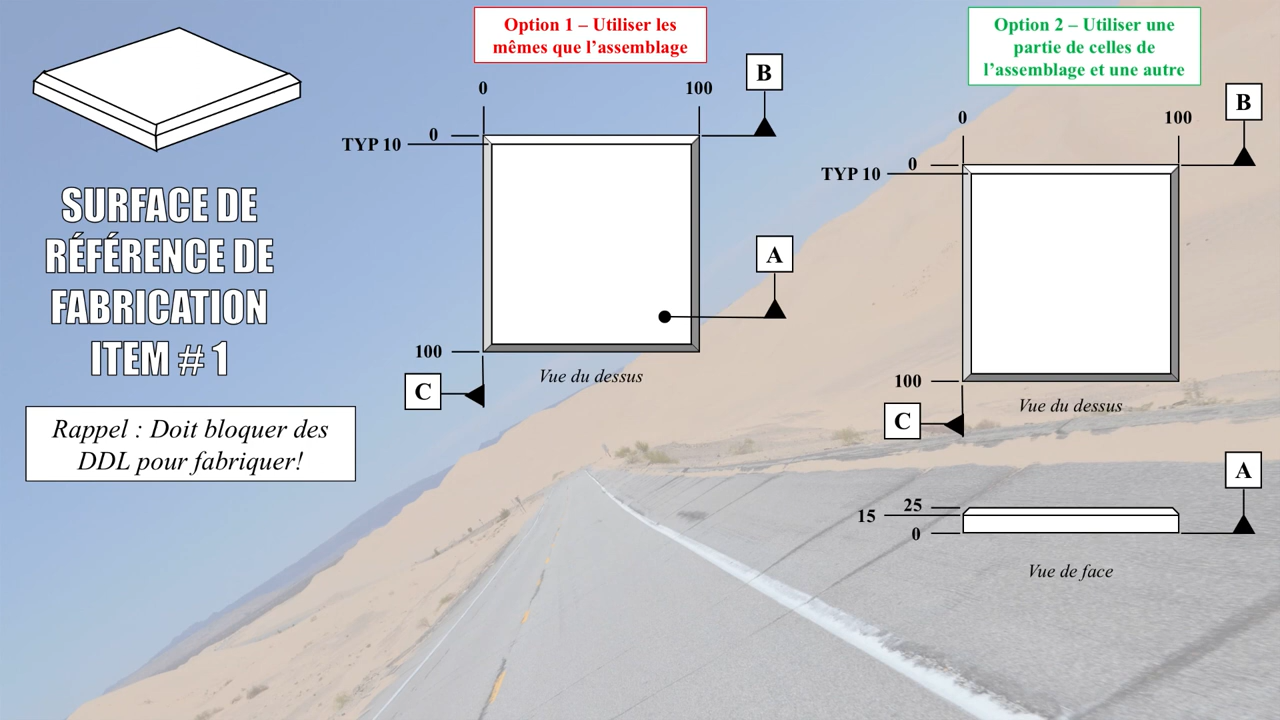 SURFACE DE
RÉFÉRENCE DE
FABRICATION
ITEM # 1
Rappel : Doit bloquer des
DDL pour fabriquer!
Option 1 – Utiliser les
mêmes que l’assemblage
B
0
100
0
TYP 10
A
100
C
Vue du dessus
Option 2 – Utiliser une
partie de celles de
l’assemblage et une autre
B
0
100
0
TYP 10
100
C
Vue du dessus
A
25
15
0
Vue de face